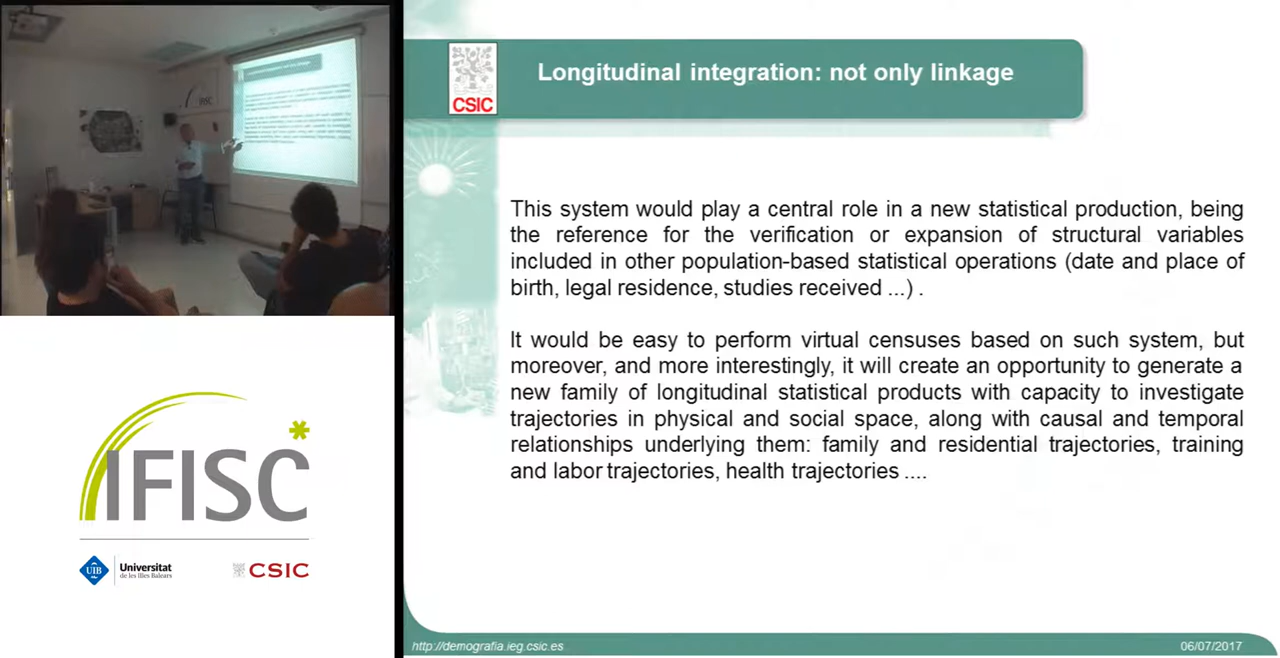 CSIC
Longitudinal integration: not only linkage
This system would play a central role in a new statistical production, being
the reference for the verification or expansion of structural variables
included in other population-based statistical operations (date and place of
birth, legal residence, studies received ...) .
It would be easy to perform virtual censuses based on such system, but
moreover, and more interestingly, it will create an opportunity to generate a
new family of longitudinal statistical products with capacity to investigate
trajectories in physical and social space, along with causal and temporal
relationships underlying them: family and residential trajectories, training
and labor trajectories, health trajectories ....
IFISC
UIB
Universitat
de les Illes Balears
CSIC
http://demografia.ieg.csic.es
06/07/2017